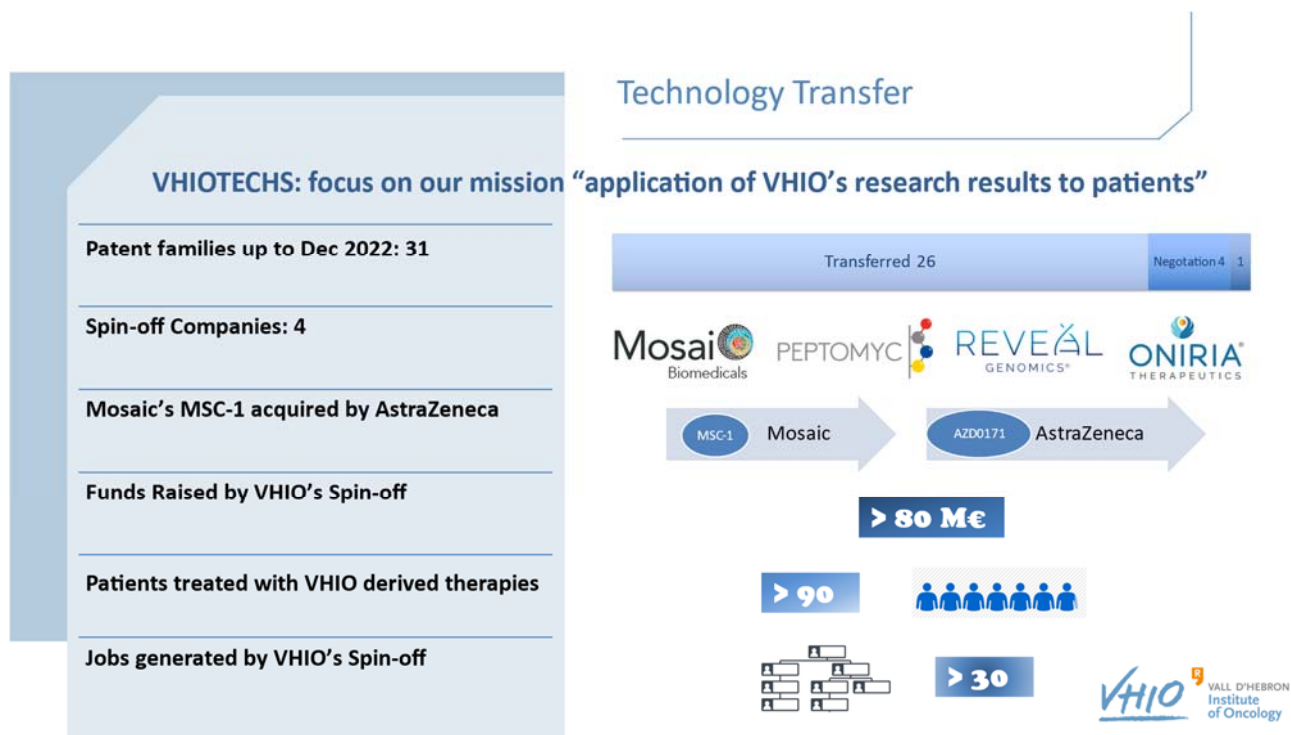 Technology Transfer
VHIOTECHS: focus on our mission “application of VHIO’s research results to patients”
Patent families up to Dec 2022: 31
Transferred 26
Negotation 4
1
Spin-off Companies: 4
Mosaic
Biomedicals
PEPTOMYC
REVEAL
GENOMICS®
ONIRIA®
THERAPEUTICS
Mosaic’s MSC-1 acquired by AstraZeneca
MSC-1
Mosaic
AZD0171
AstraZeneca
Funds Raised by VHIO’s Spin-off
> 80 M€
Patients treated with VHIO derived therapies
> 90
Jobs generated by VHIO’s Spin-off
> 30
VHIO
R
VALL D’HEBRON
Institute
of Oncology